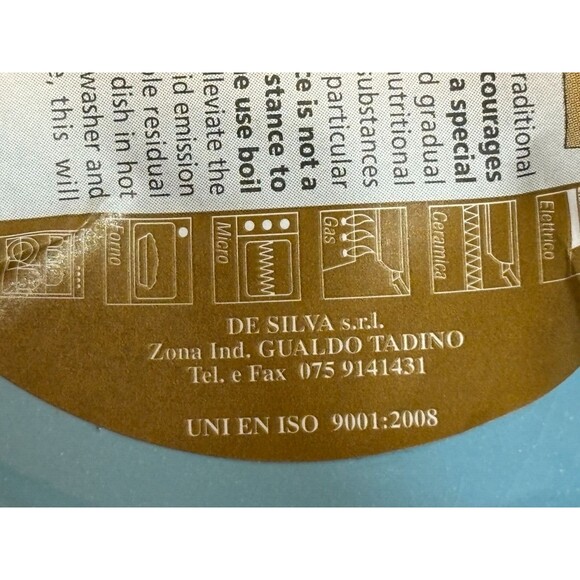 raditional
courages
a special
d gradual
nutritional
substances
particular
ce is not a
stance to
e use boil
lleviate the
id emission
le residual
dish in hot
washer and
e, this will
Elettrico
Ceramica
Gas
Micro
Forno
DE SILVA s.r.l.
Zona Ind. GUALDO TADINO
Tel. e Fax 075 9141431
UNI EN ISO 9001:2008